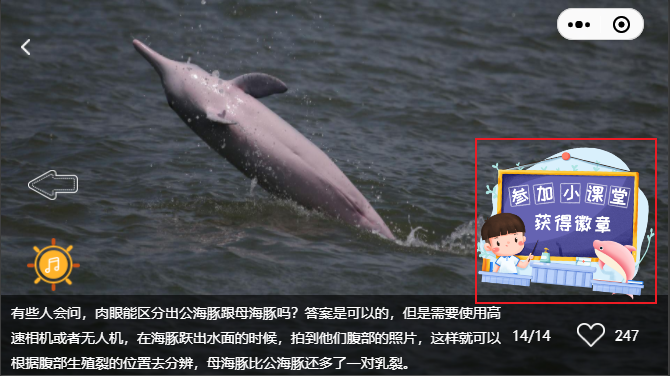 参加小课堂
获得徽章
有些人会问，肉眼能区分出公海豚跟母海豚吗？答案是可以的，但是需要使用高
速相机或者无人机，在海豚跃出水面的时候，拍到他们腹部的照片，这样就可以
根据腹部生殖裂的位置去分辨，母海豚比公海豚还多了一对乳裂。
14/14
247